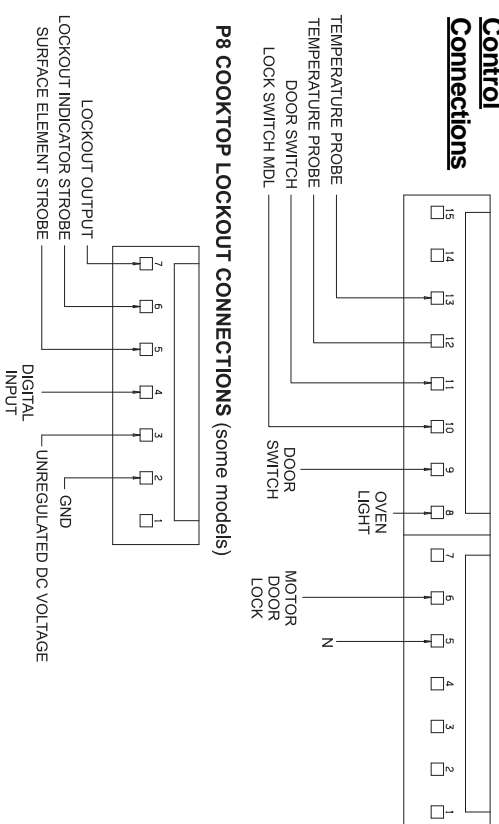 Control
Connections
15
14
13
12
11
10
9
8
7
6
5
4
3
2
1
TEMPERATURE PROBE
TEMPERATURE PROBE
DOOR SWITCH
LOCK SWITCH MDL
DOOR
SWITCH
OVEN
LIGHT
MOTOR
DOOR
LOCK
N
P8 COOKTOP LOCKOUT CONNECTIONS (some models)
7
6
5
4
3
2
1
LOCKOUT OUTPUT
LOCKOUT INDICATOR STROBE
SURFACE ELEMENT STROBE
DIGITAL
INPUT
GND
UNREGULATED DC VOLTAGE